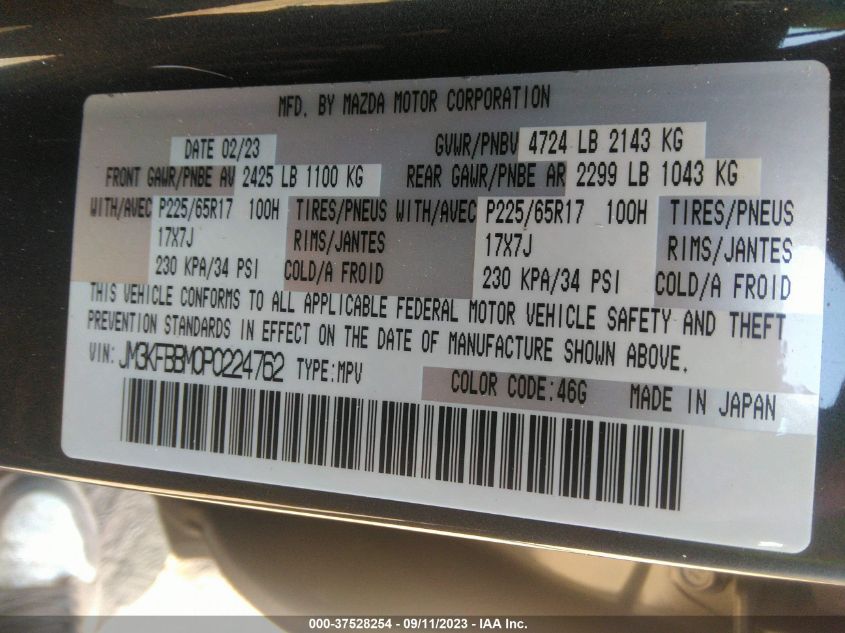 MFD. BY MAZDA MOTOR CORPORATION
DATE 02/23 GVWR/PNBV 4724 LB 2143 KG
FRONT GAWR/PNBE AV 2425 LB 1100 KG REAR GAWR/PNBE AR 2299 LB 1043 KG
WITH/AVEC P225/65R17 100H TIRES/PNEUS WITH/AVEC P225/65R17 100H TIRES/PNEUS
17X7J RIMS/JANTES 17X7J RIMS/JANTES
230 KPA/34 PSI COLD/A FROID 230 KPA/34 PSI COLD/A FROID
THIS VEHICLE CONFORMS TO ALL APPLICABLE FEDERAL MOTOR VEHICLE SAFETY AND THEFT
PREVENTION STANDARDS IN EFFECT ON THE DATE OF MANUFACTURE SHOWN ABOVE.
VIN: JM3KFBBM0P0224762 TYPE:MPV COLOR CODE:46G MADE IN JAPAN
000-37528254 - 09/11/2023 - IAA Inc.